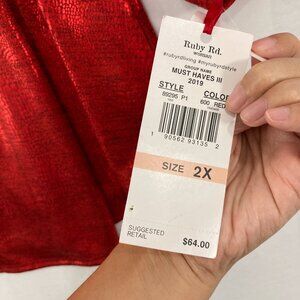 Ruby Rd.
woman
#rubyrdliving #myrubyrdstyle
GROUP NAME
MUST HAVES III
2019
STYLE COLOR
89295 P1 600 RED
1 90562 93135 2
SIZE 2X
SUGGESTED
RETAIL
$64.00